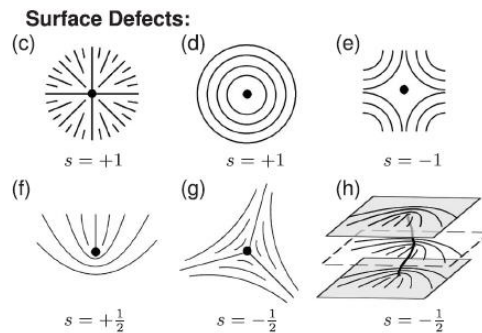 Surface Defects:
(c) (d) (e)
s = +1 s = +1 s = −1
(f) (g) (h)
s = +½ s = −½ s = −½